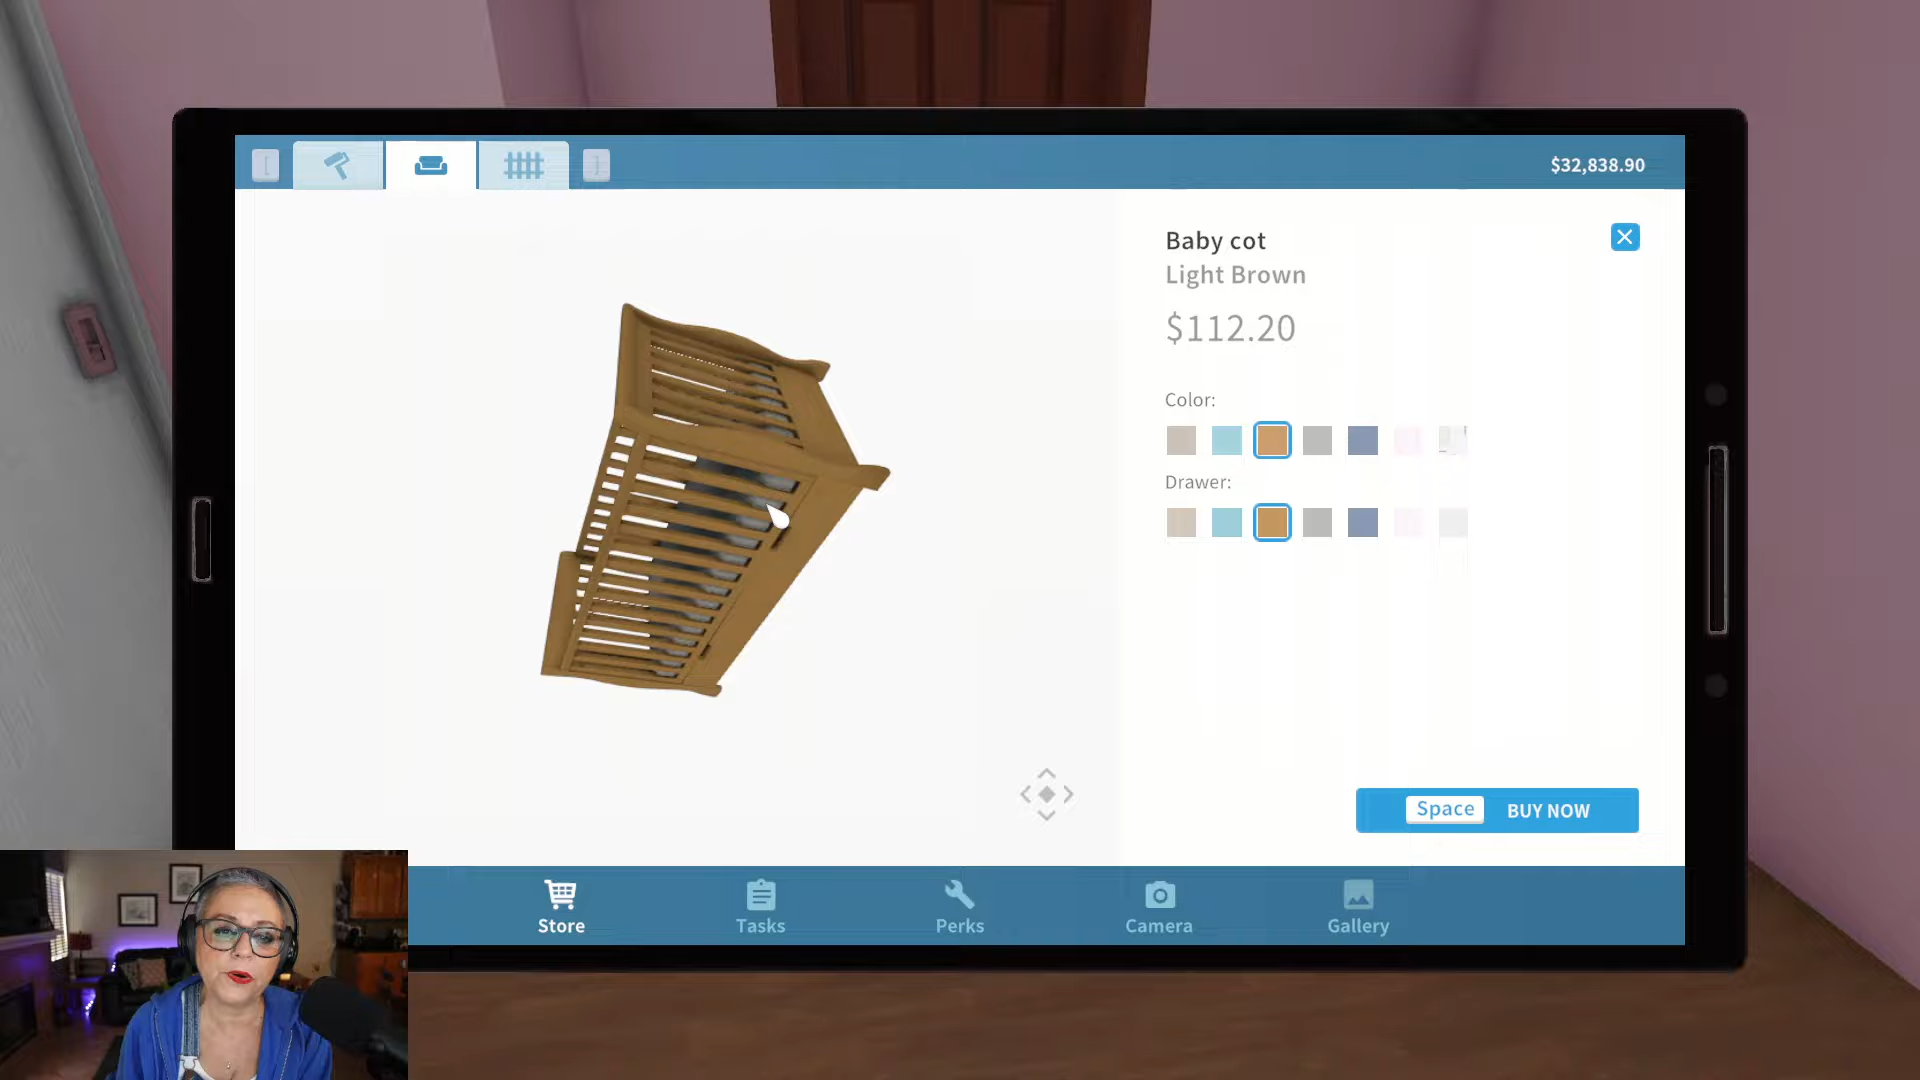 $32,838.90
Baby cot
Light Brown
$112.20
Color:
Drawer:
Space BUY NOW
Store
Tasks
Perks
Camera
Gallery